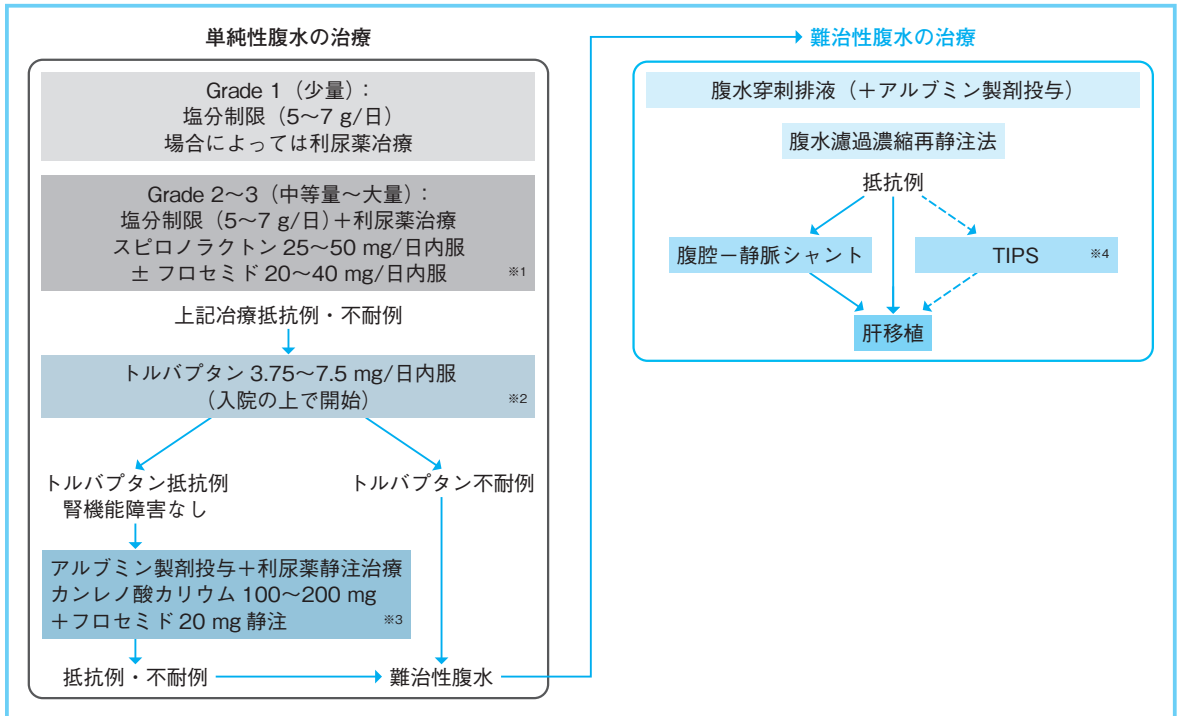 単純性腹水の治療
Grade 1（少量）：
塩分制限（5〜7 g/日）
場合によっては利尿薬治療
Grade 2〜3（中等量〜大量）：
塩分制限（5〜7 g/日）＋利尿薬治療
スピロノラクトン 25〜50 mg/日内服
± フロセミド 20〜40 mg/日内服 ※1
上記治療抵抗例・不耐例
トルバプタン 3.75〜7.5 mg/日内服
（入院の上で開始） ※2
トルバプタン抵抗例
腎機能障害なし
トルバプタン不耐例
アルブミン製剤投与＋利尿薬静注治療
カンレノ酸カリウム 100〜200 mg
＋フロセミド 20 mg 静注 ※3
抵抗例・不耐例
難治性腹水
難治性腹水の治療
腹水穿刺排液（＋アルブミン製剤投与）
腹水濾過濃縮再静注法
抵抗例
腹腔−静脈シャント
TIPS ※4
肝移植